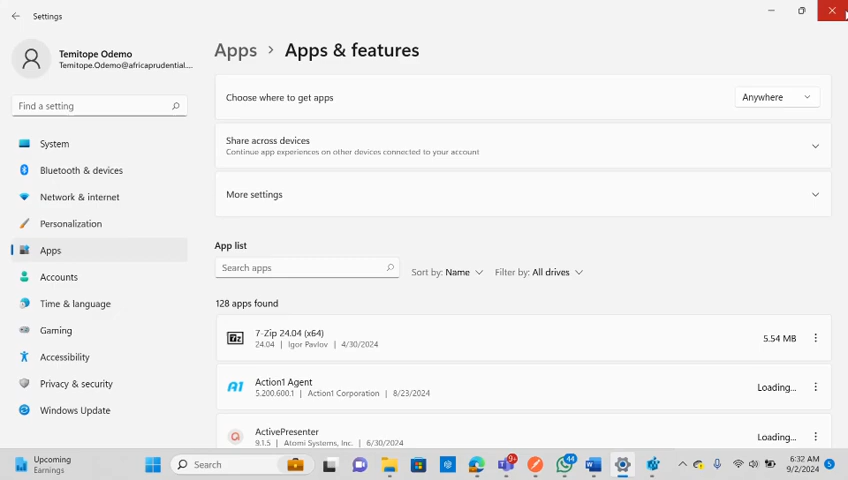 Settings
Temitope Odemo
Temitope.Odemo@africaprudential....
Find a setting
System
Bluetooth & devices
Network & internet
Personalization
Apps
Accounts
Time & language
Gaming
Accessibility
Privacy & security
Windows Update
Apps > Apps & features
Choose where to get apps
Anywhere
Share across devices
Continue app experiences on other devices connected to your account
More settings
App list
Search apps
Sort by: Name
Filter by: All drives
128 apps found
7-Zip 24.04 (x64)
24.04 | Igor Pavlov | 4/30/2024
5.54 MB
Action1 Agent
5.200.600.1 | Action1 Corporation | 8/23/2024
Loading...
ActivePresenter
9.1.5 | Atomi Systems, Inc. | 6/30/2024
Loading...
Upcoming
Earnings
Search
9+
44
6:32 AM
9/2/2024
5